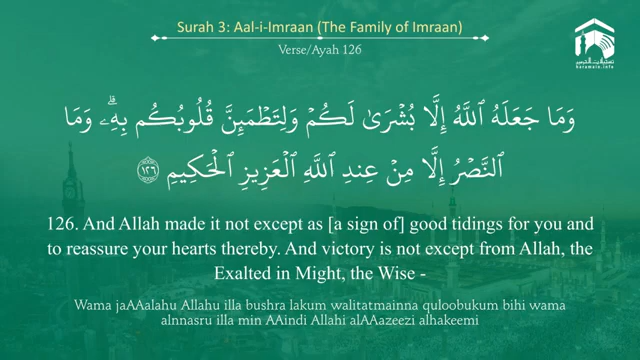 Surah 3: Aal-i-Imraan (The Family of Imraan)
Verse/Ayah 126
haramain.info
وَمَا جَعَلَهُ ٱللَّهُ إِلَّا بُشْرَىٰ لَكُمْ وَلِتَطْمَئِنَّ قُلُوبُكُم بِهِۦۗ وَمَا
ٱلنَّصْرُ إِلَّا مِنْ عِندِ ٱللَّهِ ٱلْعَزِيزِ ٱلْحَكِيمِ ١٢٦
126. And Allah made it not except as [a sign of] good tidings for you and
to reassure your hearts thereby. And victory is not except from Allah, the
Exalted in Might, the Wise -
Wama jaAAalahu Allahu illa bushra lakum walitatmainna quloobukum bihi wama
alnnasru illa min AAindi Allahi alAAazeezi alhakeemi